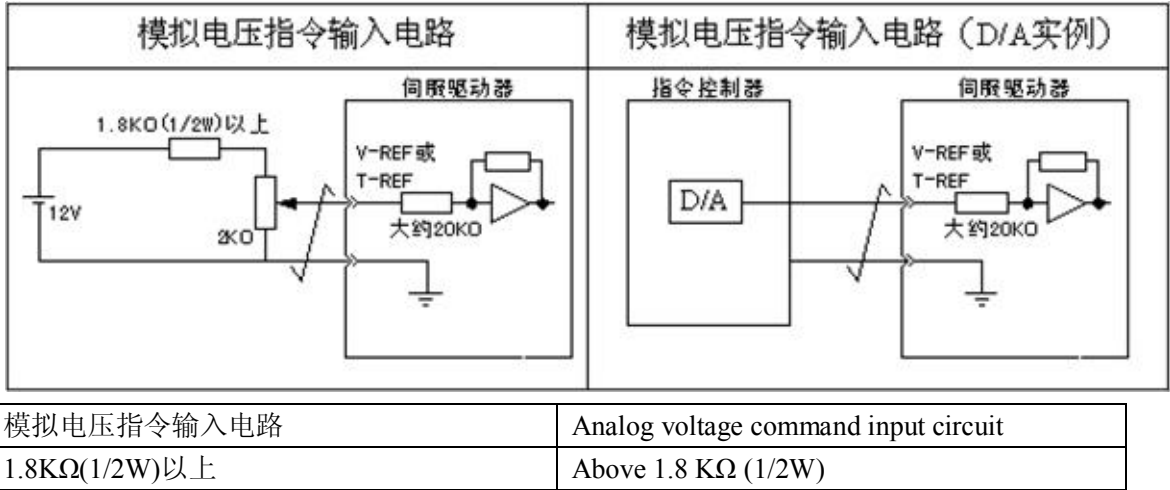 模拟电压指令输入电路
模拟电压指令输入电路（D/A实例）
伺服驱动器
1.8KO(1/2W)以上
V-REF或
T-REF
12V
2KO
大约20KO
指令控制器
伺服驱动器
D/A
V-REF或
T-REF
大约20KO
模拟电压指令输入电路 Analog voltage command input circuit
1.8KΩ(1/2W)以上 Above 1.8 KΩ (1/2W)